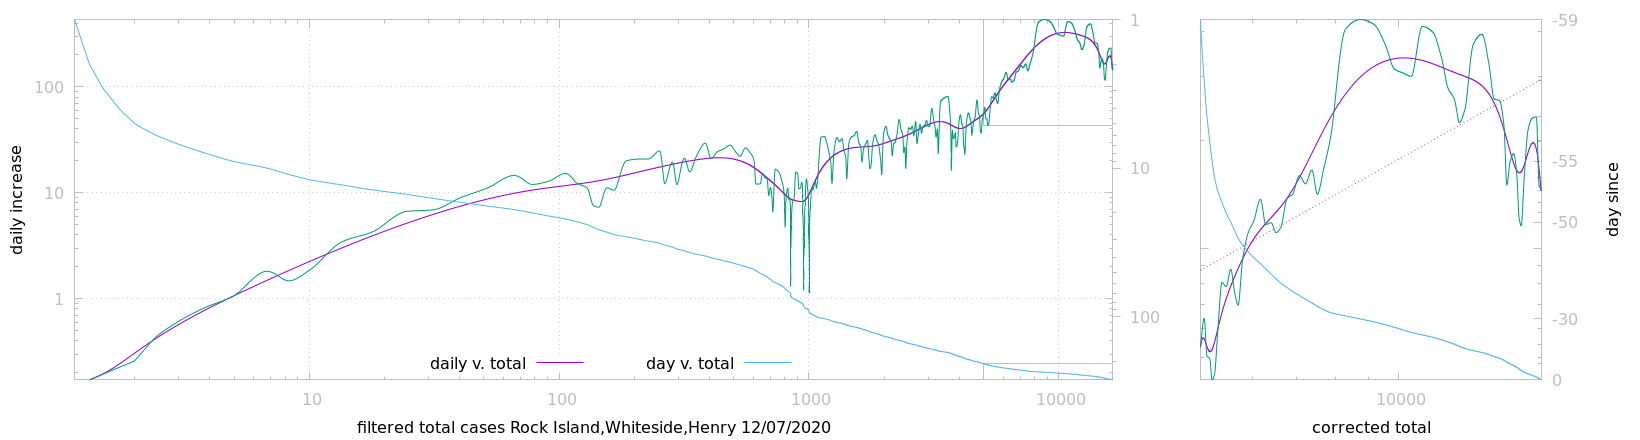 daily increase
100
10
1
10
100
1000
10000
1
10
100
daily v. total
day v. total
filtered total cases Rock Island,Whiteside,Henry 12/07/2020
10000
-59
-55
-50
-30
0
day since
corrected total